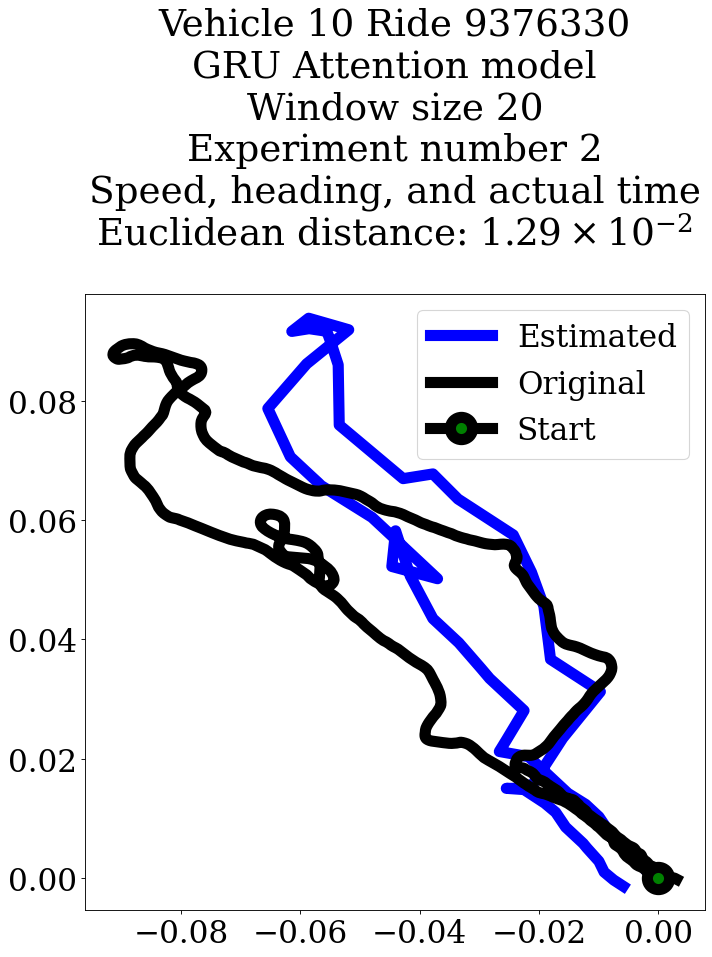 Vehicle 10 Ride 9376330
GRU Attention model
Window size 20
Experiment number 2
Speed, heading, and actual time
Euclidean distance: 1.29 × 10⁻²
Estimated
Original
Start
0.08
0.06
0.04
0.02
0.00
−0.08 −0.06 −0.04 −0.02 0.00